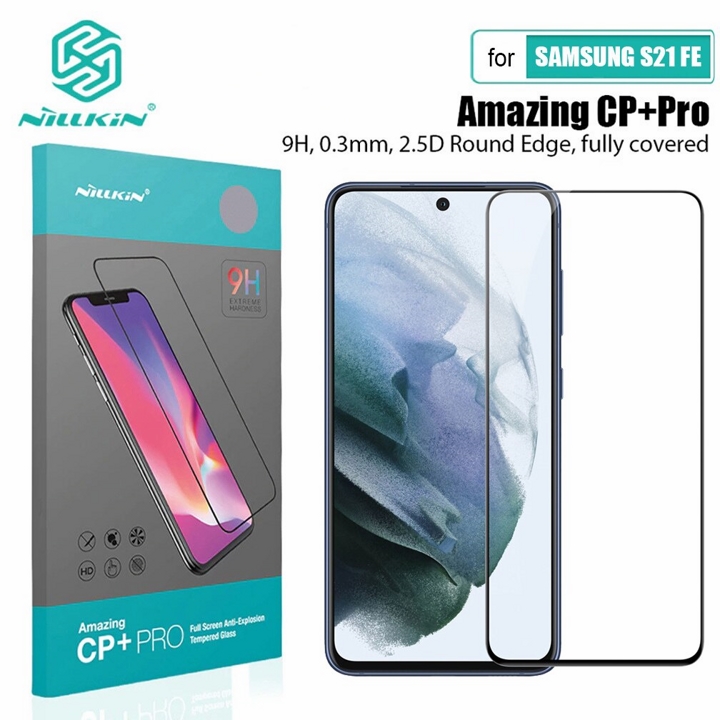 NILLKIN®
for SAMSUNG S21 FE
Amazing CP+Pro
9H, 0.3mm, 2.5D Round Edge, fully covered
NILLKIN®
9H
EXTREME
HARDNESS
HD
Amazing
CP+ PRO
Full Screen Anti-Explosion
Tempered Glass